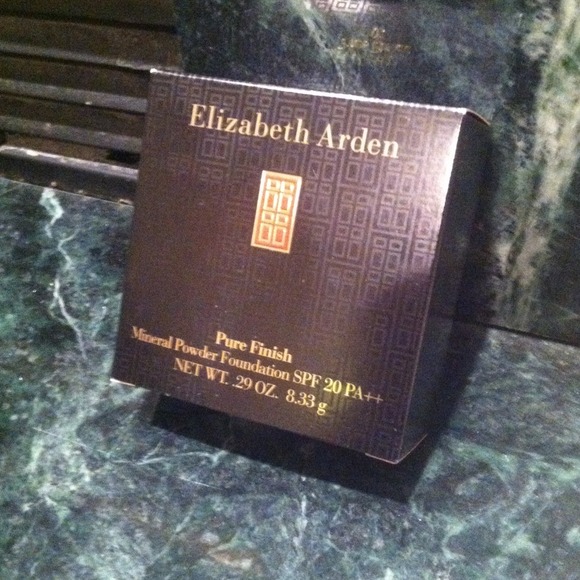 Elizabeth Arden
Pure Finish
Mineral Powder Foundation SPF 20 PA++
NET WT. .29 OZ. 8.33 g